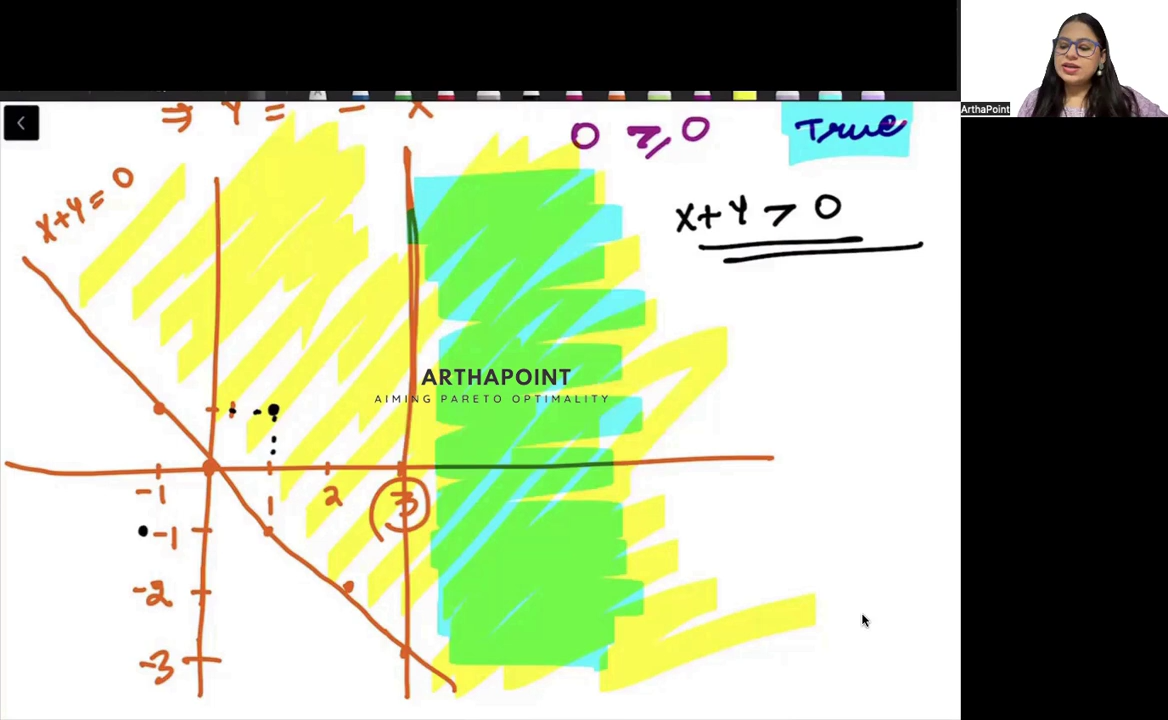 ⇒ Y = - X
0 ≥ 0
True
ArthaPoint
X+Y = 0
X+Y > 0
ARTHAPOINT
AIMING PARETO OPTIMALITY
-1 1 2 3
-1
-2
-3